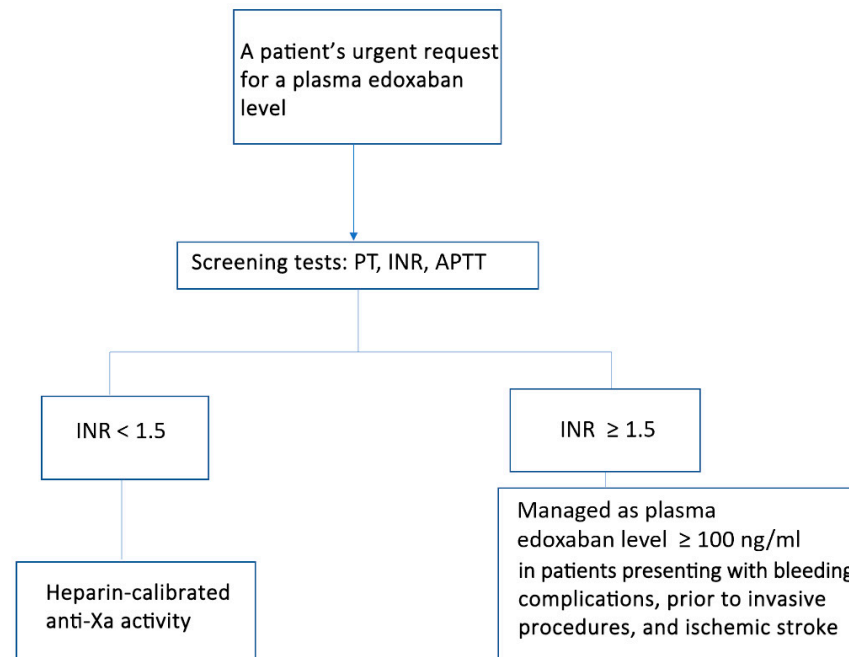 A patient's urgent request
for a plasma edoxaban
level
Screening tests: PT, INR, APTT
INR < 1.5
INR ≥ 1.5
Heparin-calibrated
anti-Xa activity
Managed as plasma
edoxaban level ≥ 100 ng/ml
in patients presenting with bleeding
complications, prior to invasive
procedures, and ischemic stroke